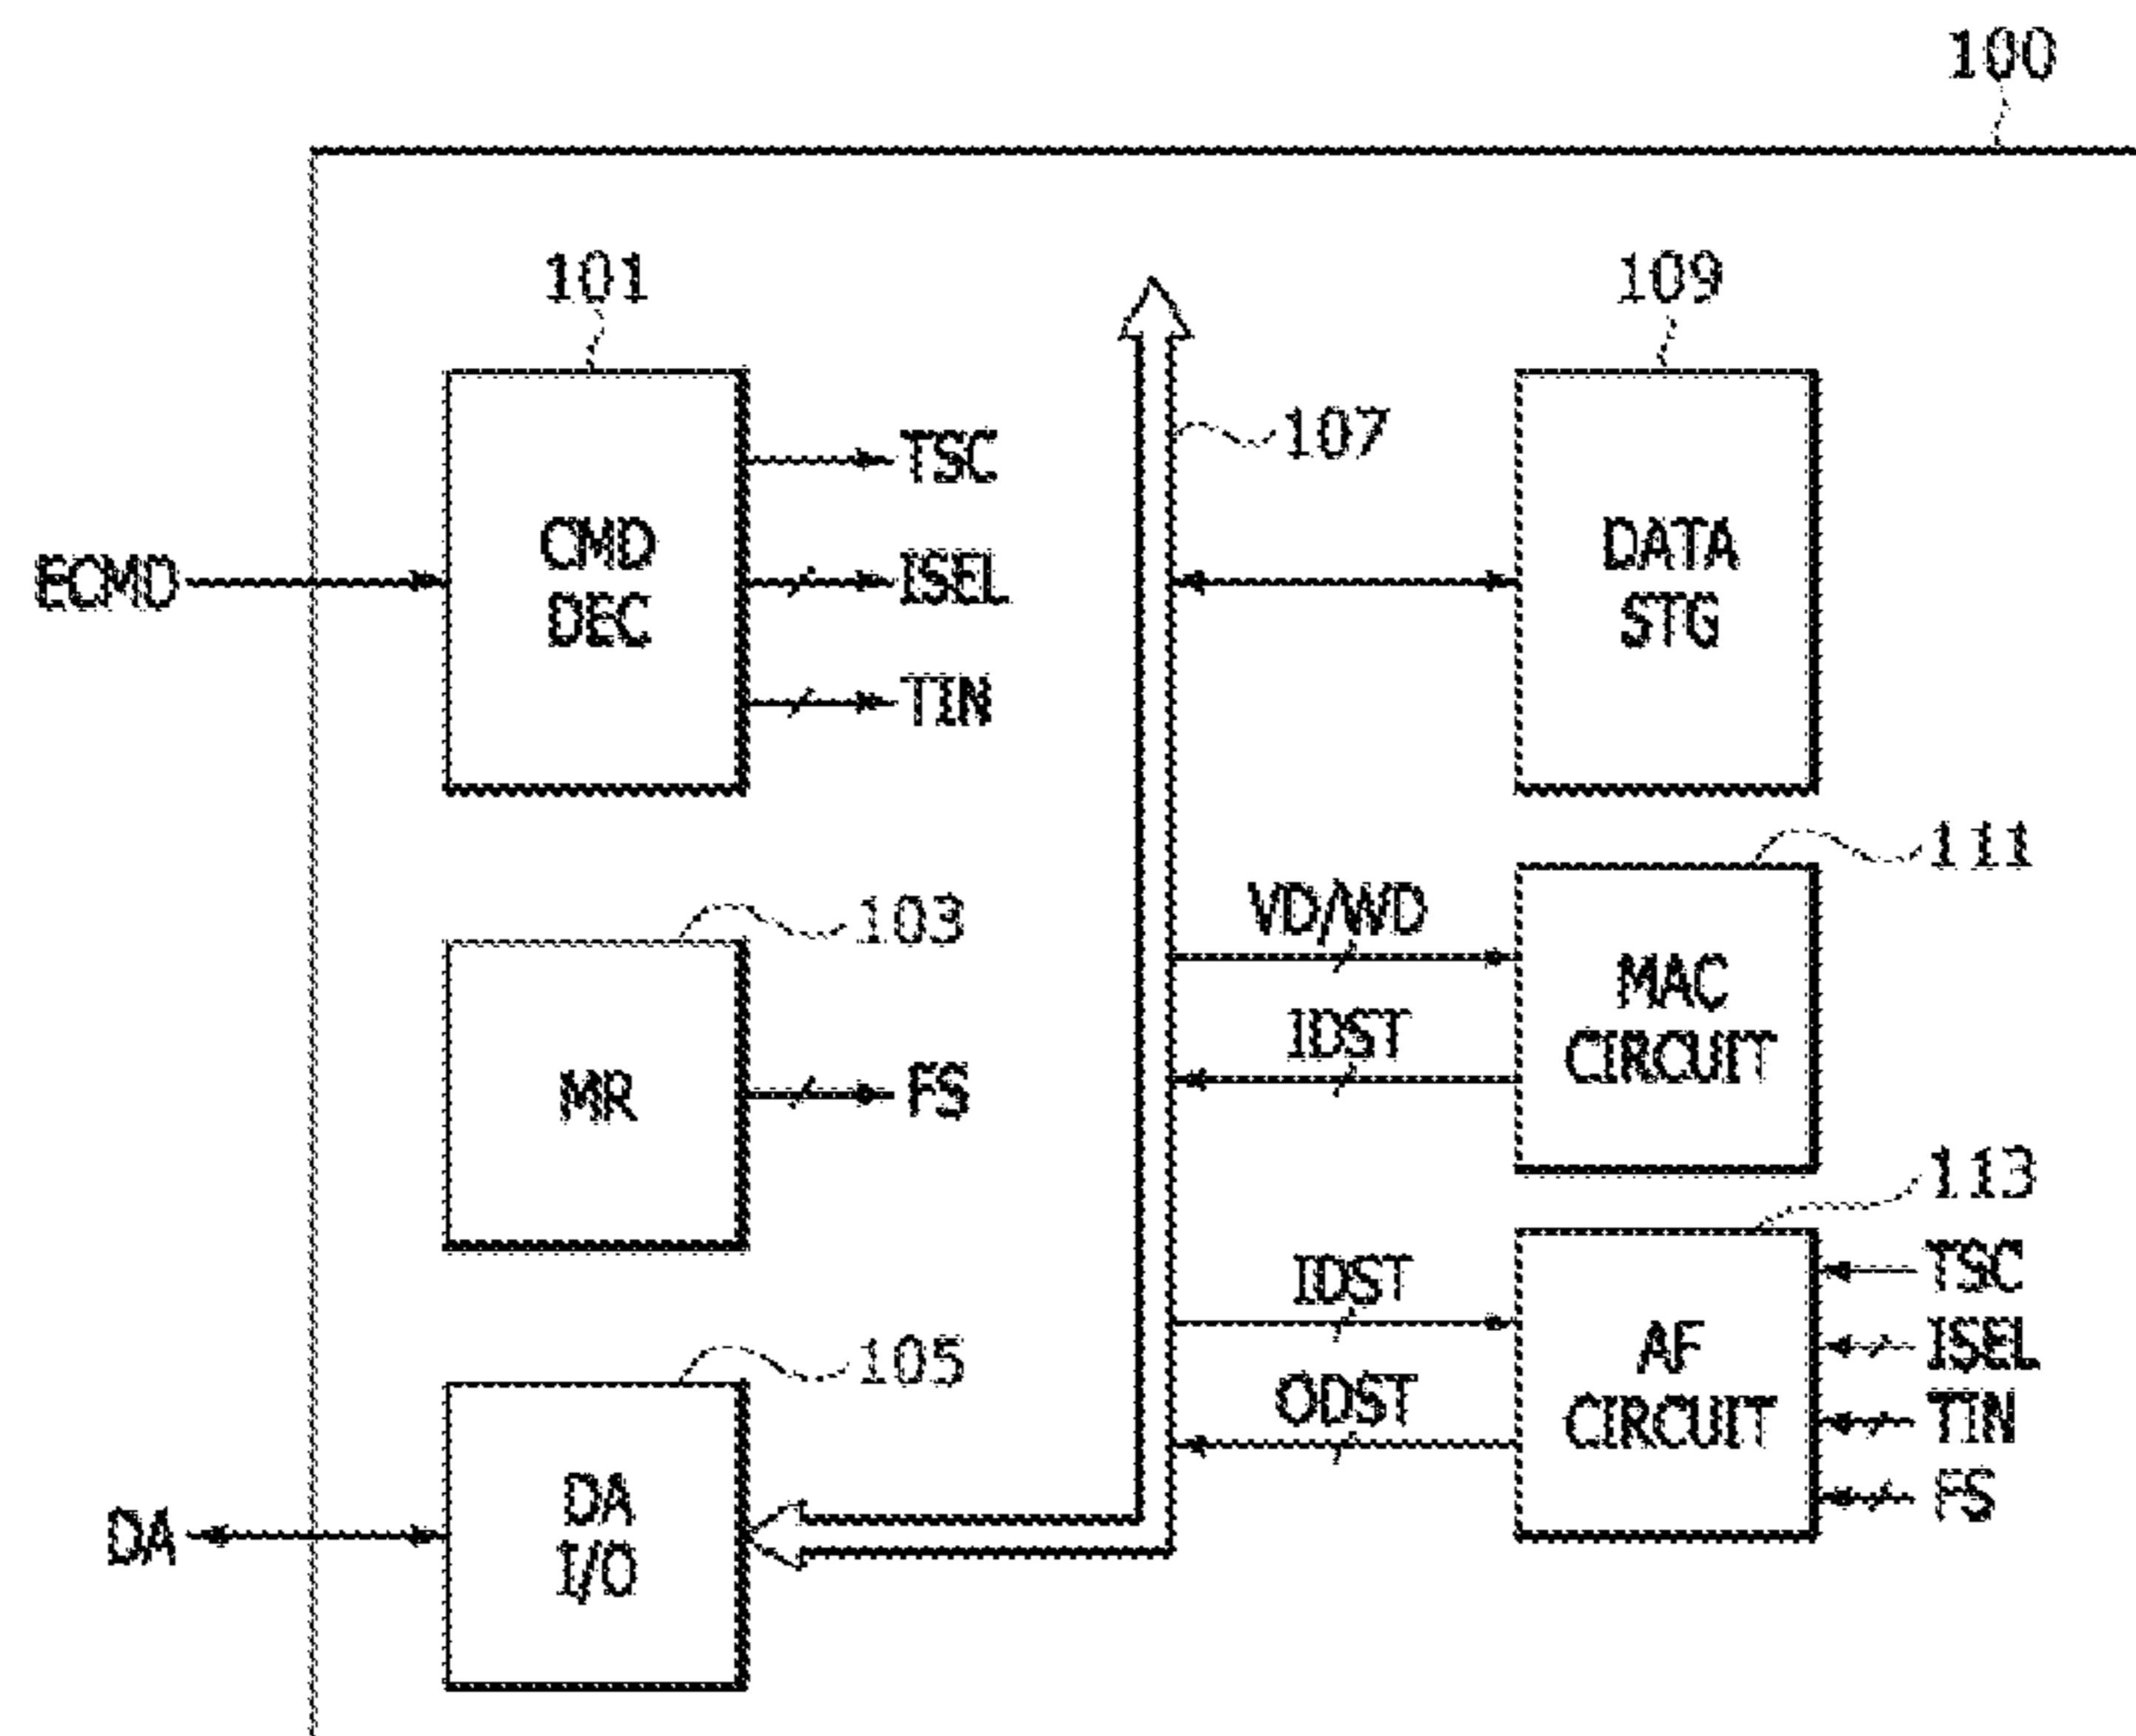 100
101
109
TSC
107
CMD
DEC
ECMD
ISEL
TIN
DATA
STG
111
103
VD/WD
MAC
CIRCUIT
IDST
MR
FS
113
105
IDST
AF
CIRCUIT
TSC
ISEL
TIN
FS
ODST
DA
DA
I/O